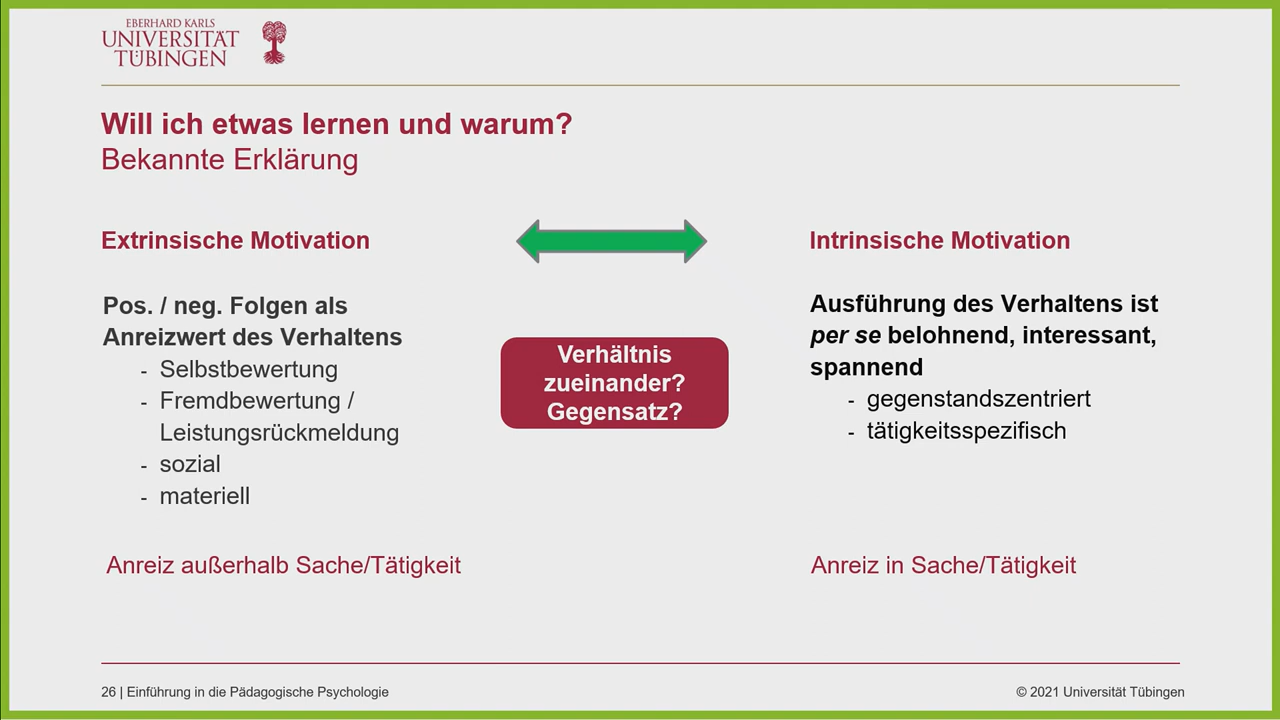 EBERHARD KARLS
UNIVERSITÄT
TÜBINGEN
Will ich etwas lernen und warum?
Bekannte Erklärung
Extrinsische Motivation
Pos. / neg. Folgen als
Anreizwert des Verhaltens
- Selbstbewertung
- Fremdbewertung /
Leistungsrückmeldung
- sozial
- materiell
Anreiz außerhalb Sache/Tätigkeit
Verhältnis
zueinander?
Gegensatz?
Intrinsische Motivation
Ausführung des Verhaltens ist
per se belohnend, interessant,
spannend
- gegenstandszentriert
- tätigkeitsspezifisch
Anreiz in Sache/Tätigkeit
26 | Einführung in die Pädagogische Psychologie
© 2021 Universität Tübingen